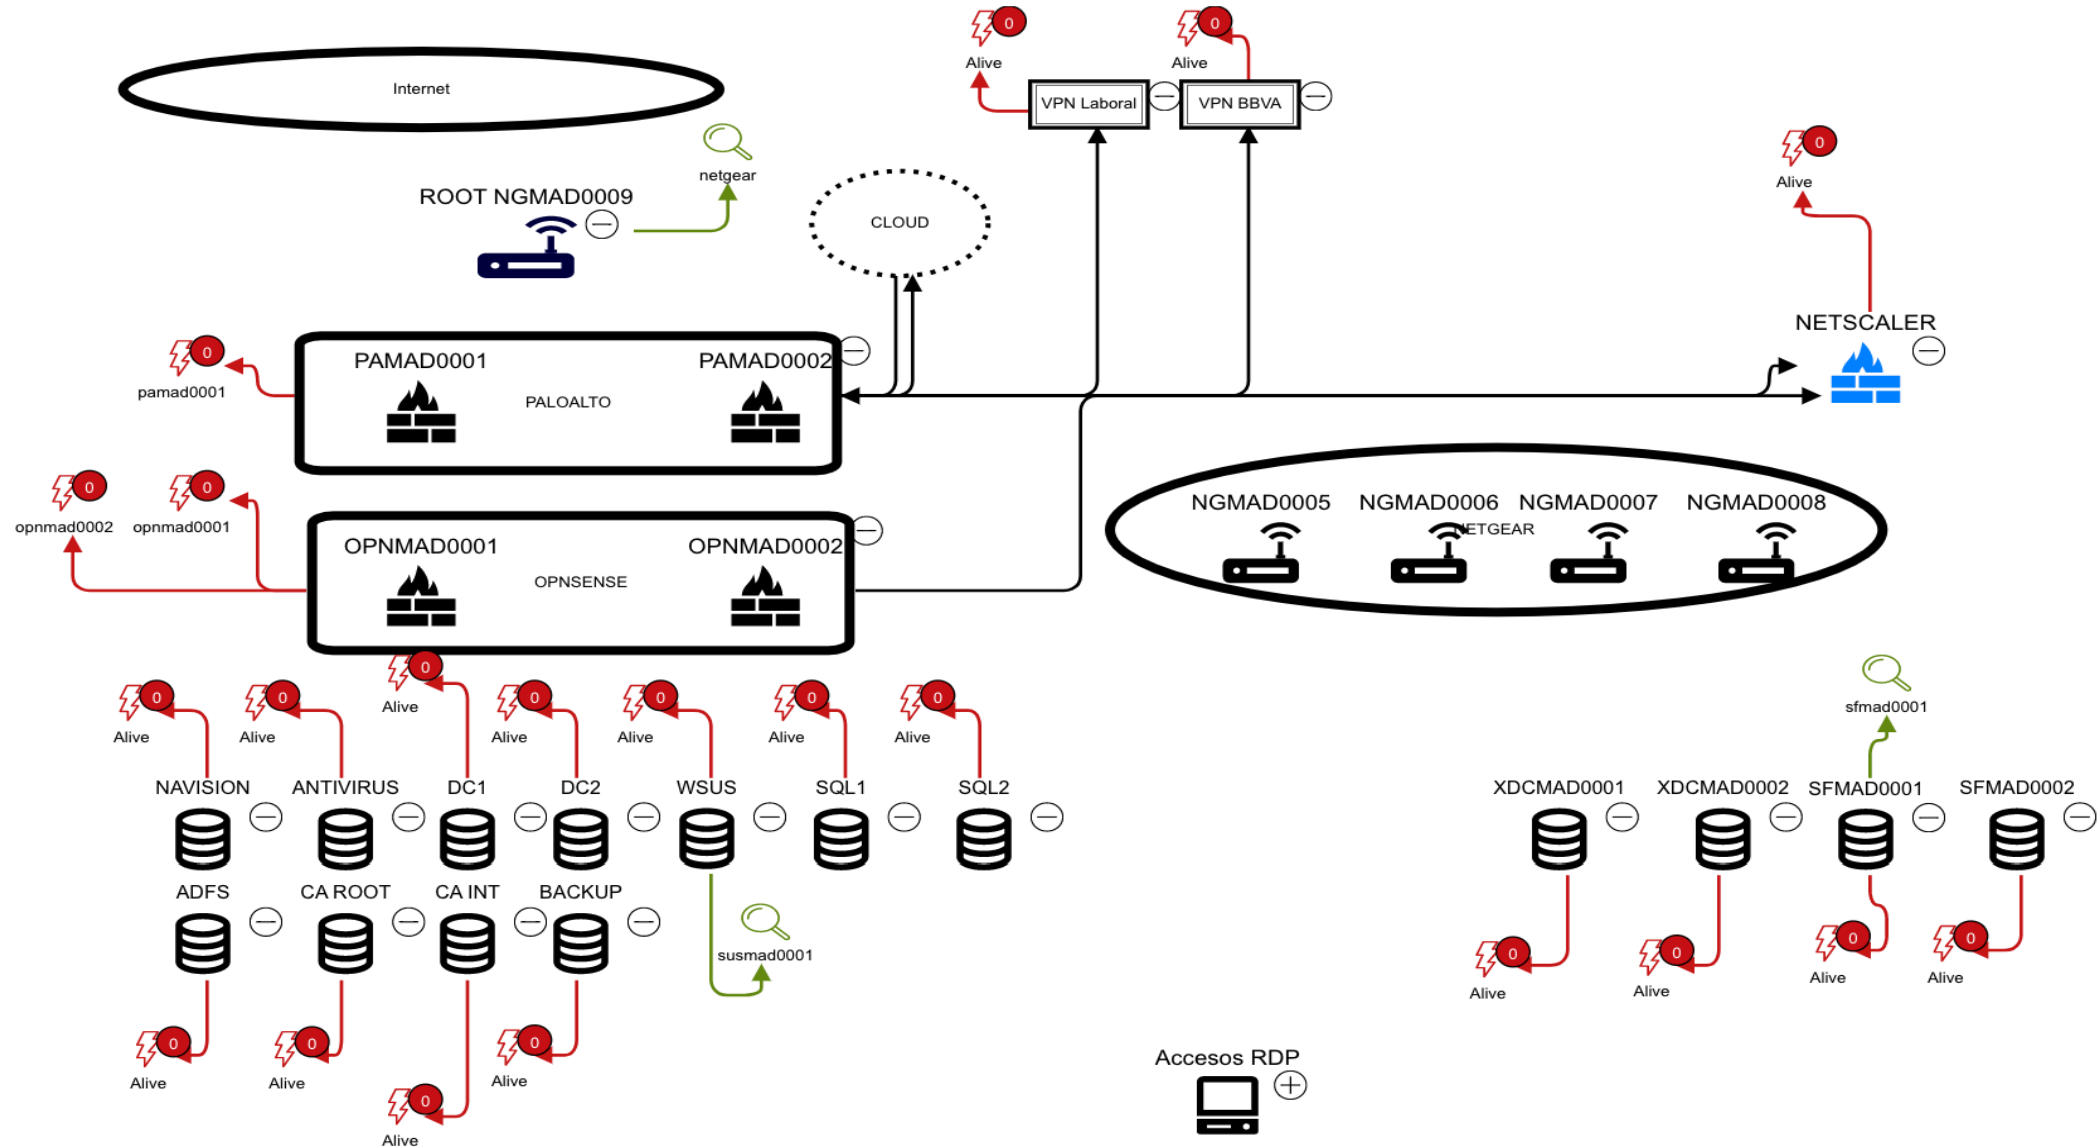 0
0
Alive
Alive
Internet
VPN Laboral
VPN BBVA
0
netgear
Alive
ROOT NGMAD0009
CLOUD
NETSCALER
0
pamad0001
PAMAD0001
PAMAD0002
PALOALTO
0
0
opnmad0002
opnmad0001
NGMAD0005
NGMAD0006
NGMAD0007
NGMAD0008
NETGEAR
OPNMAD0001
OPNMAD0002
OPNSENSE
0
Alive
0
0
0
0
0
0
Alive
Alive
Alive
Alive
Alive
Alive
sfmad0001
NAVISION
ANTIVIRUS
DC1
DC2
WSUS
SQL1
SQL2
XDCMAD0001
XDCMAD0002
SFMAD0001
SFMAD0002
ADFS
CA ROOT
CA INT
BACKUP
susmad0001
0
0
0
0
Alive
Alive
Alive
Alive
0
0
0
Alive
Alive
Alive
0
Alive
Accesos RDP